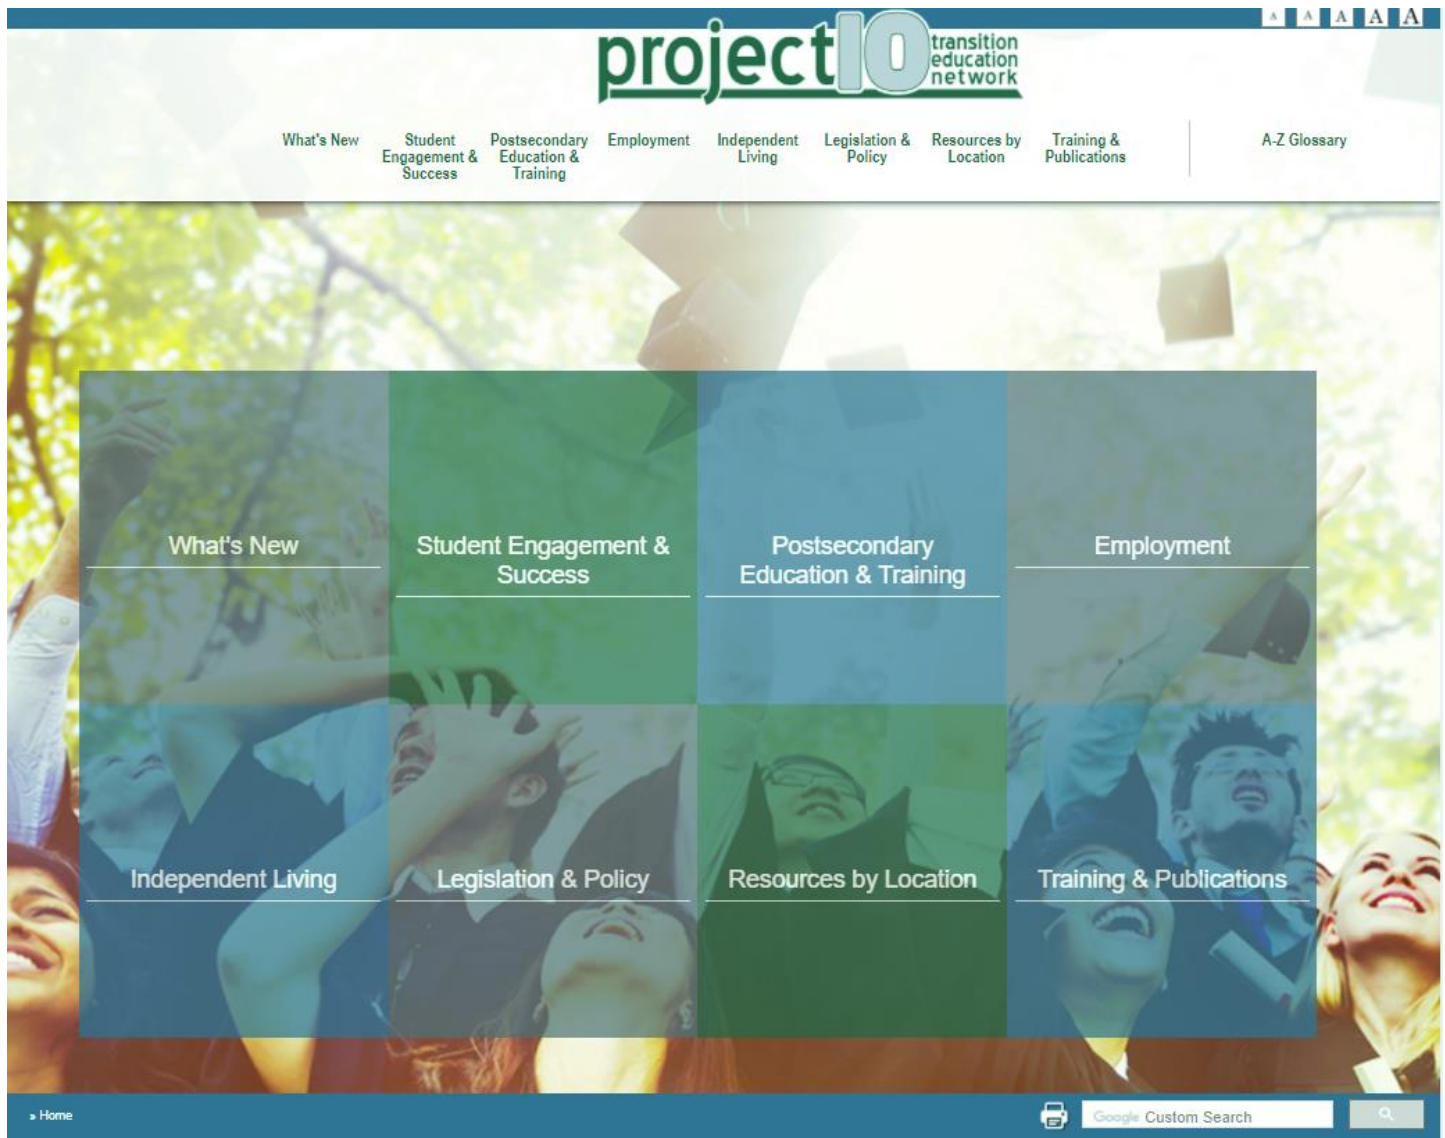 A A A A A
project10 transition
education
network
What's New
Student
Engagement &
Success
Postsecondary
Education &
Training
Employment
Independent
Living
Legislation &
Policy
Resources by
Location
Training &
Publications
A-Z Glossary
What's New
Student Engagement &
Success
Postsecondary
Education & Training
Employment
Independent Living
Legislation & Policy
Resources by Location
Training & Publications
» Home
Google Custom Search